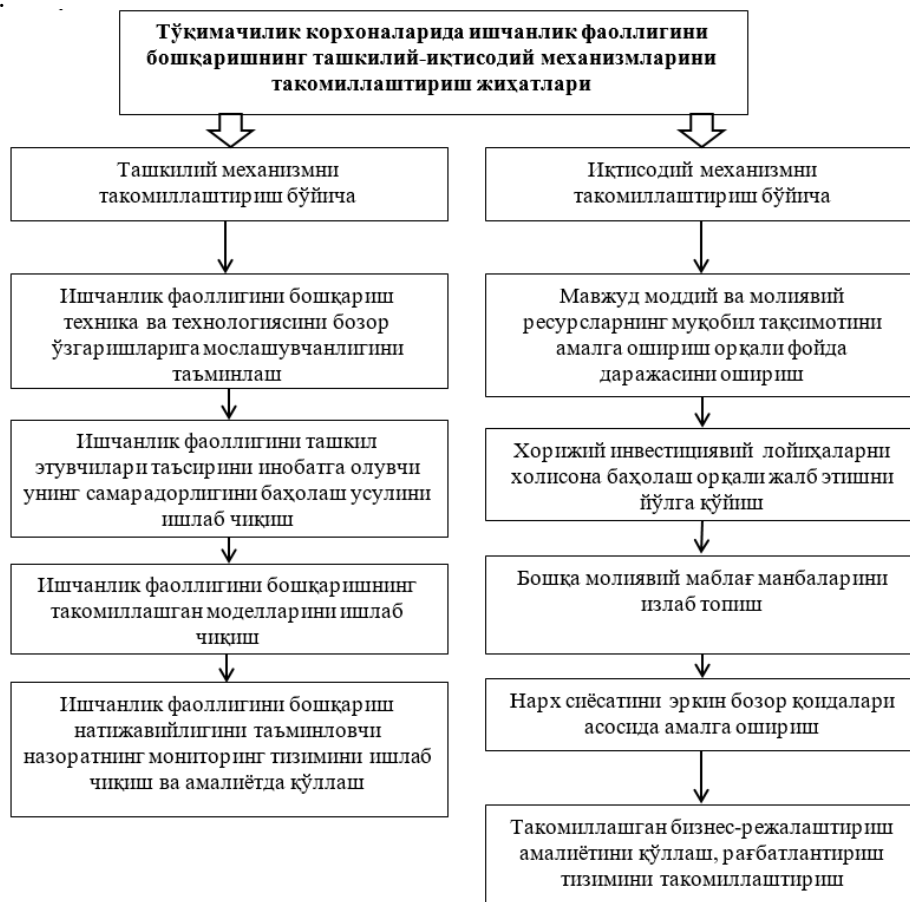 Тўқимачилик корхоналарида ишчанлик фаоллигини
бошқаришнинг ташкилий-иқтисодий механизмларини
такомиллаштириш жиҳатлари
Ташкилий механизмни
такомиллаштириш бўйича
Ишчанлик фаоллигини бошқариш
техника ва технологиясини бозор
ўзгаришларига мослашувчанлигини
таъминлаш
Ишчанлик фаоллигини ташкил
этувчилари таъсирини инобатга олувчи
унинг самарадорлигини баҳолаш усулини
ишлаб чиқиш
Ишчанлик фаоллигини бошқаришнинг
такомиллашган моделларини ишлаб
чиқиш
Ишчанлик фаоллигини бошқариш
натижавийлигини таъминловчи
назоратнинг мониторинг тизимини ишлаб
чиқиш ва амалиётда қўллаш
Иқтисодий механизмни
такомиллаштириш бўйича
Мавжуд моддий ва молиявий
ресурсларнинг муқобил тақсимотини
амалга ошириш орқали фойда
даражасини ошириш
Хорижий инвестициявий лойиҳаларни
холисона баҳолаш орқали жалб этишни
йўлга қўйиш
Бошқа молиявий маблағ манбаларини
излаб топиш
Нарх сиёсатини эркин бозор қоидалари
асосида амалга ошириш
Такомиллашган бизнес-режалаштириш
амалиётини қўллаш, рағбатлантириш
тизимини такомиллаштириш